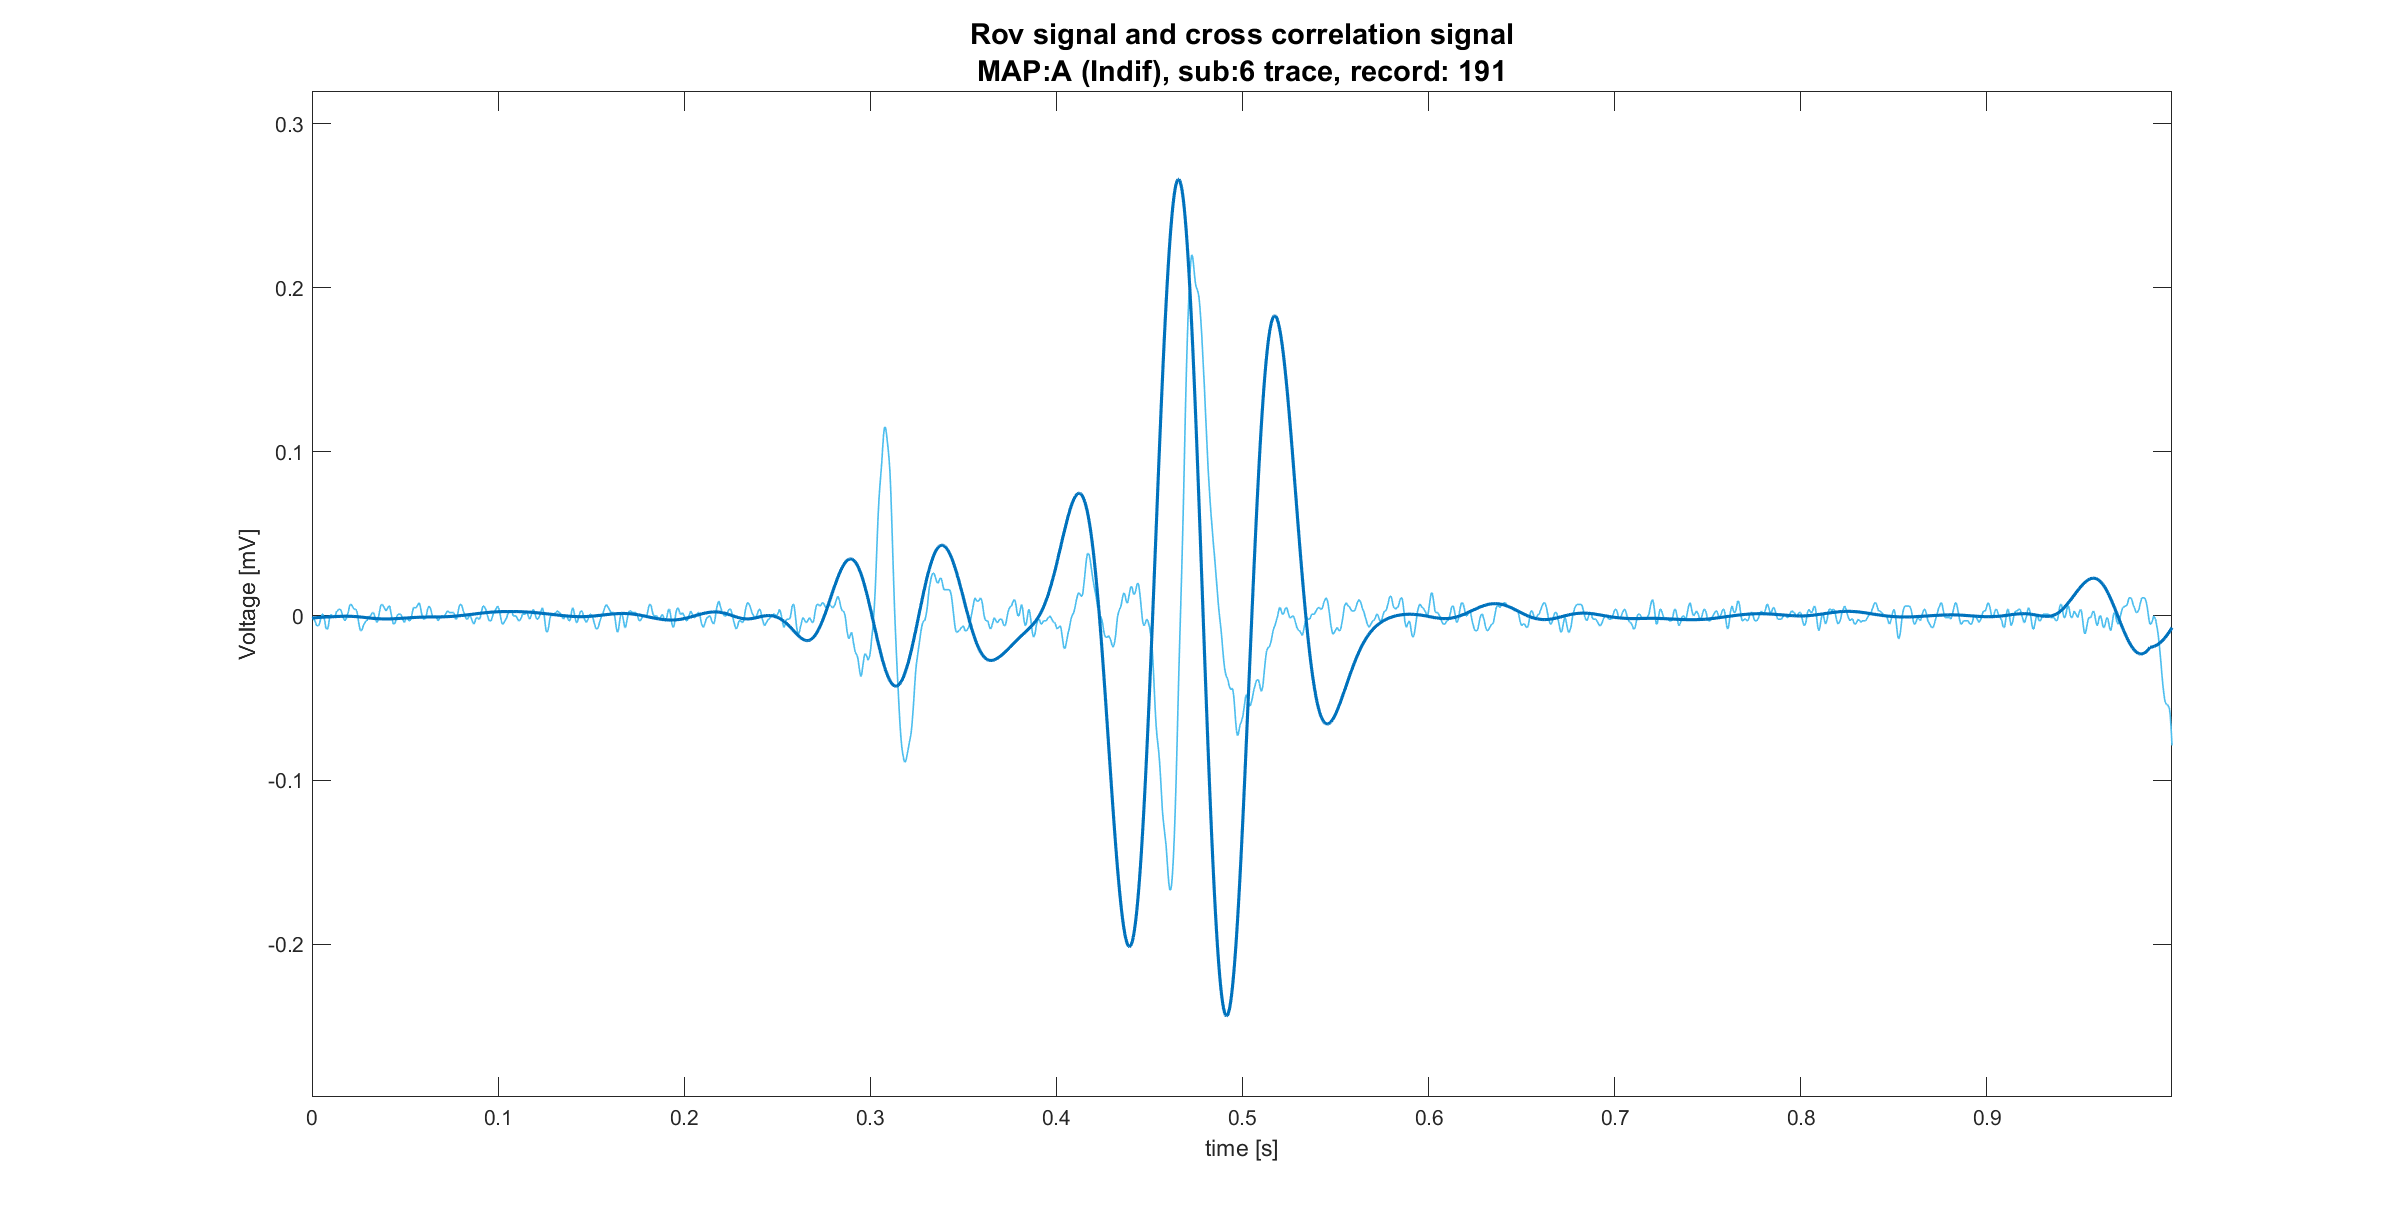 Rov signal and cross correlation signal
MAP:A (Indif), sub:6 trace, record: 191
0.3
0.2
0.1
0
-0.1
-0.2
Voltage [mV]
0 0.1 0.2 0.3 0.4 0.5 0.6 0.7 0.8 0.9
time [s]